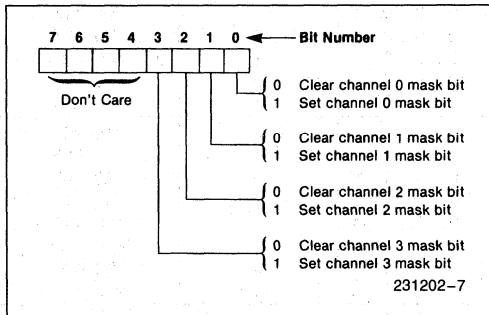 7 6 5 4 3 2 1 0 Bit Number
Don't Care
0 Clear channel 0 mask bit
1 Set channel 0 mask bit
0 Clear channel 1 mask bit
1 Set channel 1 mask bit
0 Clear channel 2 mask bit
1 Set channel 2 mask bit
0 Clear channel 3 mask bit
1 Set channel 3 mask bit
231202-7